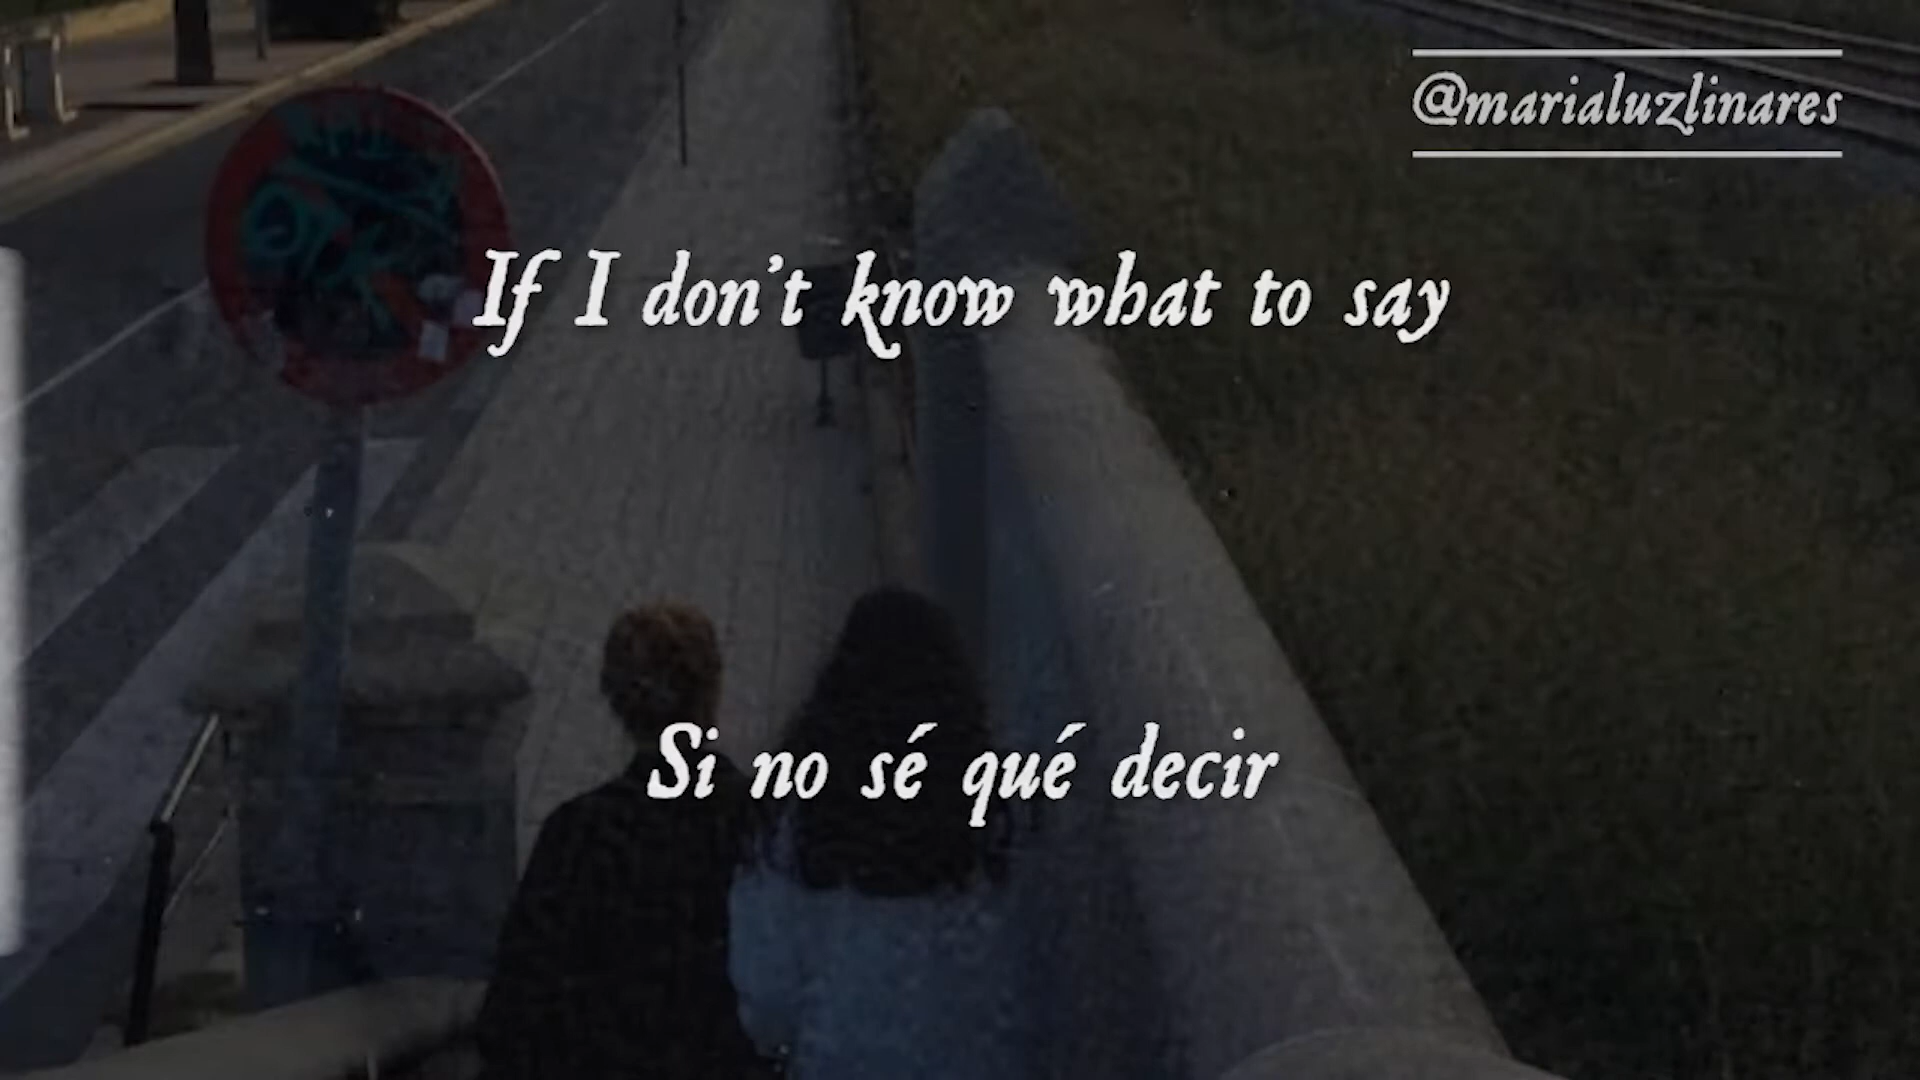 @marialuzlinares
If I don't know what to say
Si no sé qué decir